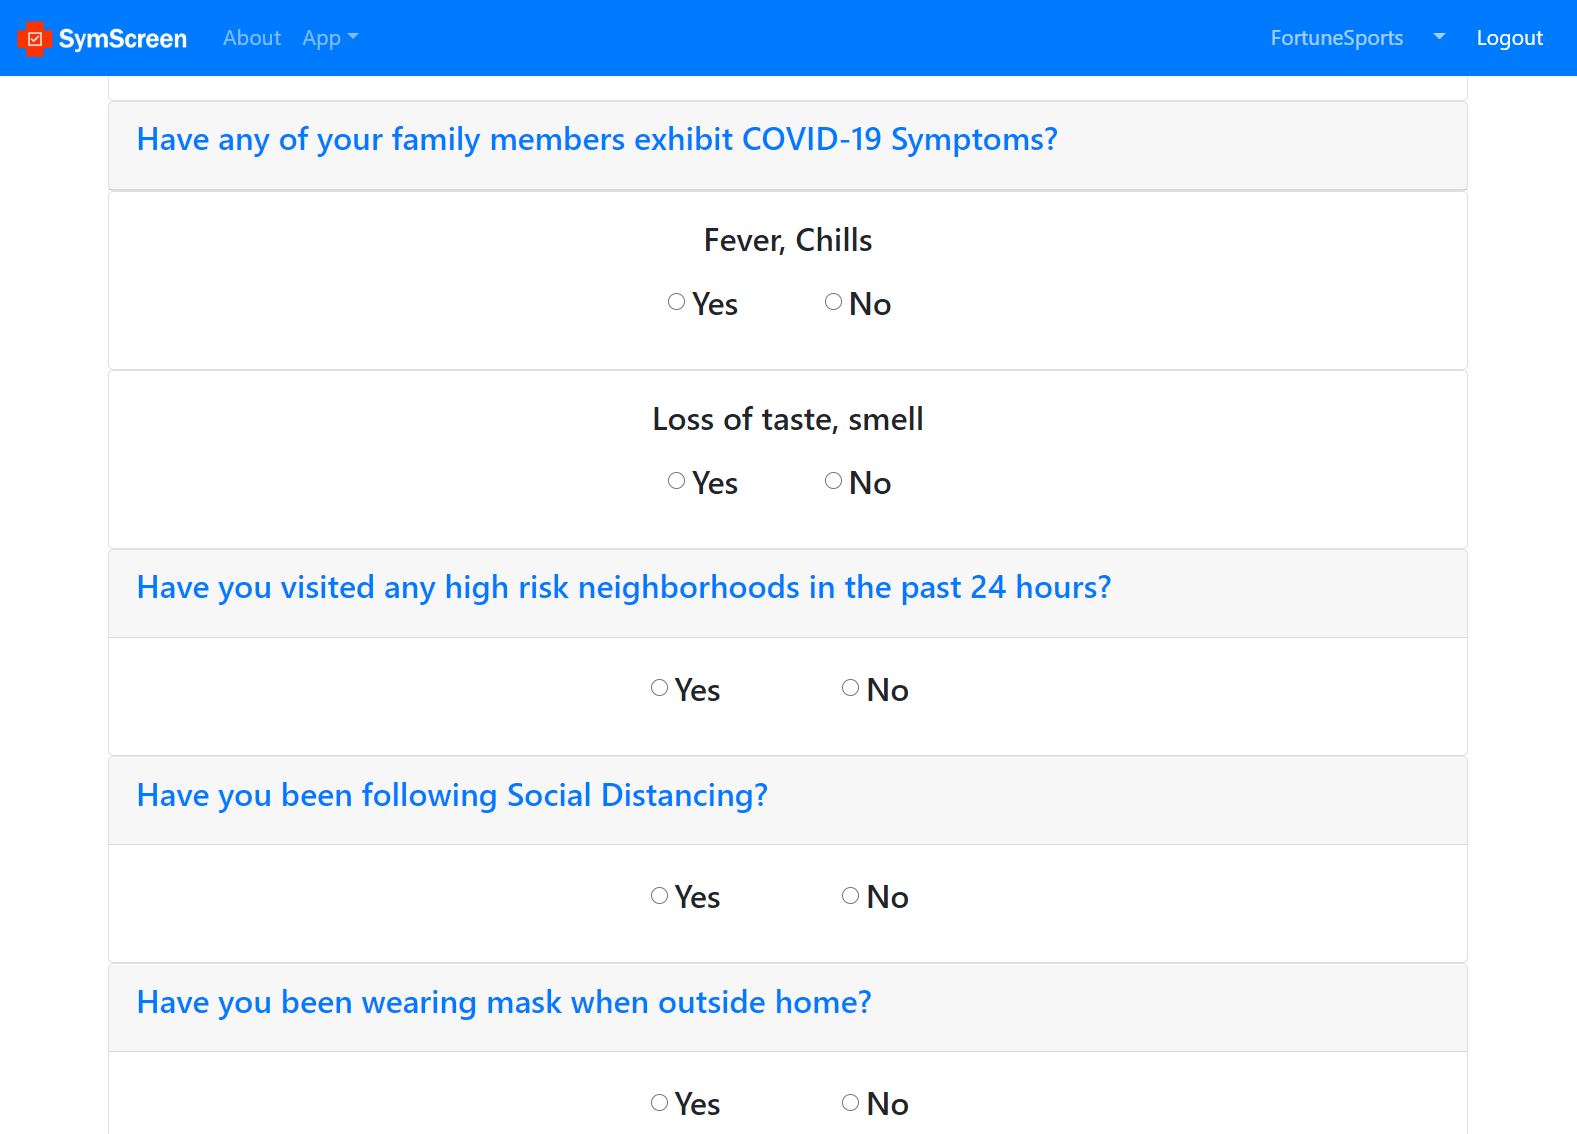 SymScreen About App FortuneSports Logout
Have any of your family members exhibit COVID-19 Symptoms?
Fever, Chills
Yes No
Loss of taste, smell
Yes No
Have you visited any high risk neighborhoods in the past 24 hours?
Yes No
Have you been following Social Distancing?
Yes No
Have you been wearing mask when outside home?
Yes No